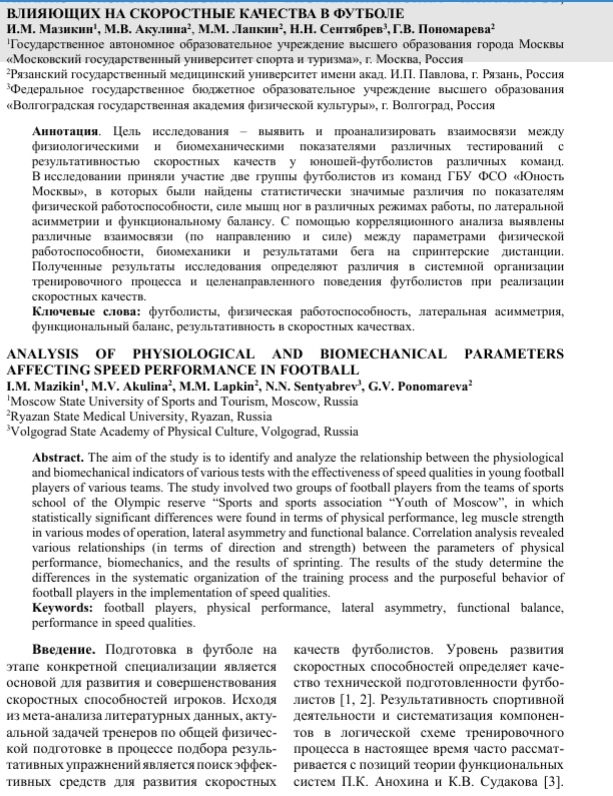 ВЛИЯЮЩИХ НА СКОРОСТНЫЕ КАЧЕСТВА В ФУТБОЛЕ
И.М. Мазикин¹, М.В. Акулина², М.М. Лапкин², Н.Н. Сентябрев³, Г.В. Пономарева²
¹Государственное автономное образовательное учреждение высшего образования города Москвы
«Московский государственный университет спорта и туризма», г. Москва, Россия
²Рязанский государственный медицинский университет имени акад. И.П. Павлова, г. Рязань, Россия
³Федеральное государственное бюджетное образовательное учреждение высшего образования
«Волгоградская государственная академия физической культуры», г. Волгоград, Россия
Аннотация. Цель исследования – выявить и проанализировать взаимосвязи между
физиологическими и биомеханическими показателями различных тестирований с
результативностью скоростных качеств у юношей-футболистов различных команд.
В исследовании приняли участие две группы футболистов из команд ГБУ ФСО «Юность
Москвы», в которых были найдены статистически значимые различия по показателям
физической работоспособности, силе мышц ног в различных режимах работы, по латеральной
асимметрии и функциональному балансу. С помощью корреляционного анализа выявлены
различные взаимосвязи (по направлению и силе) между параметрами физической
работоспособности, биомеханики и результатами бега на спринтерские дистанции.
Полученные результаты исследования определяют различия в системной организации
тренировочного процесса и целенаправленного поведения футболистов при реализации
скоростных качеств.
Ключевые слова: футболисты, физическая работоспособность, латеральная асимметрия,
функциональный баланс, результативность в скоростных качествах.
ANALYSIS OF PHYSIOLOGICAL AND BIOMECHANICAL PARAMETERS
AFFECTING SPEED PERFORMANCE IN FOOTBALL
I.M. Mazikin¹, M.V. Akulina², M.M. Lapkin², N.N. Sentyabrev³, G.V. Ponomareva²
¹Moscow State University of Sports and Tourism, Moscow, Russia
²Ryazan State Medical University, Ryazan, Russia
³Volgograd State Academy of Physical Culture, Volgograd, Russia
Abstract. The aim of the study is to identify and analyze the relationship between the physiological
and biomechanical indicators of various tests with the effectiveness of speed qualities in young football
players of various teams. The study involved two groups of football players from the teams of sports
school of the Olympic reserve “Sports and sports association “Youth of Moscow”, in which
statistically significant differences were found in terms of physical performance, leg muscle strength
in various modes of operation, lateral asymmetry and functional balance. Correlation analysis revealed
various relationships (in terms of direction and strength) between the parameters of physical
performance, biomechanics, and the results of sprinting. The results of the study determine the
differences in the systematic organization of the training process and the purposeful behavior of
football players in the implementation of speed qualities.
Keywords: football players, physical performance, lateral asymmetry, functional balance,
performance in speed qualities.
Введение. Подготовка в футболе на
этапе конкретной специализации является
основой для развития и совершенствования
скоростных способностей игроков. Исходя
из мета-анализа литературных данных, акту-
альной задачей тренеров по общей физичес-
кой подготовке в процессе подбора резуль-
тативных упражнений является поиск эффек-
тивных средств для развития скоростных
качеств футболистов. Уровень развития
скоростных способностей определяет каче-
ство технической подготовленности футбо-
листов [1, 2]. Результативность спортивной
деятельности и систематизация компонен-
тов в логической схеме тренировочного
процесса в настоящее время часто рассмат-
ривается с позиций теории функциональных
систем П.К. Анохина и К.В. Судакова [3].